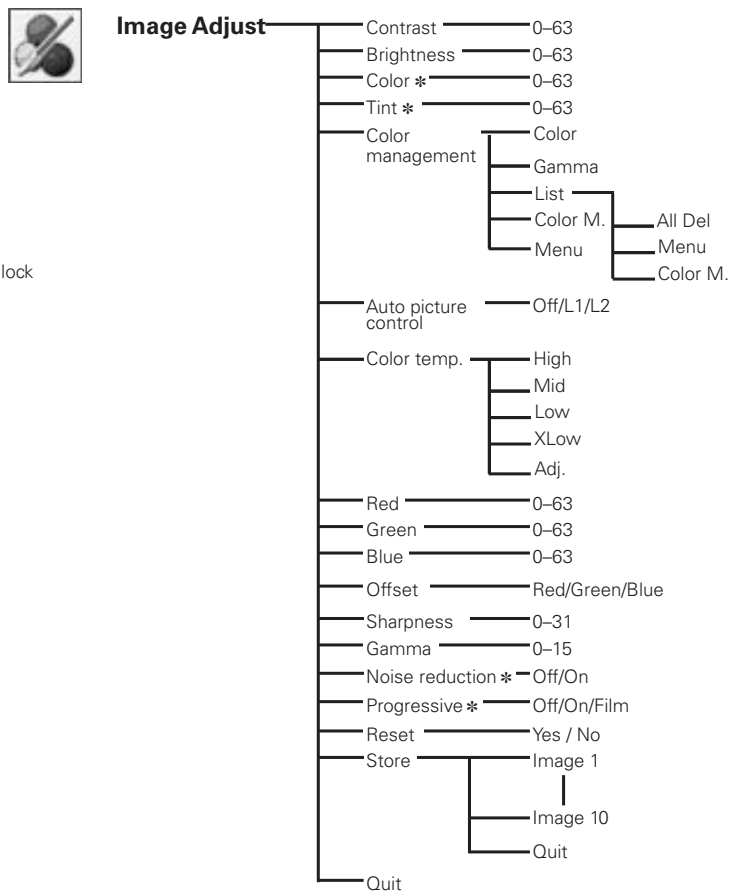 Image Adjust
Contrast 0–63
Brightness 0–63
Color * 0–63
Tint * 0–63
Color management Color
Gamma
List All Del
Color M. Menu
Menu Color M.
lock
Auto picture control Off/L1/L2
Color temp. High
Mid
Low
XLow
Adj.
Red 0–63
Green 0–63
Blue 0–63
Offset Red/Green/Blue
Sharpness 0–31
Gamma 0–15
Noise reduction * Off/On
Progressive * Off/On/Film
Reset Yes / No
Store Image 1
Image 10
Quit
Quit